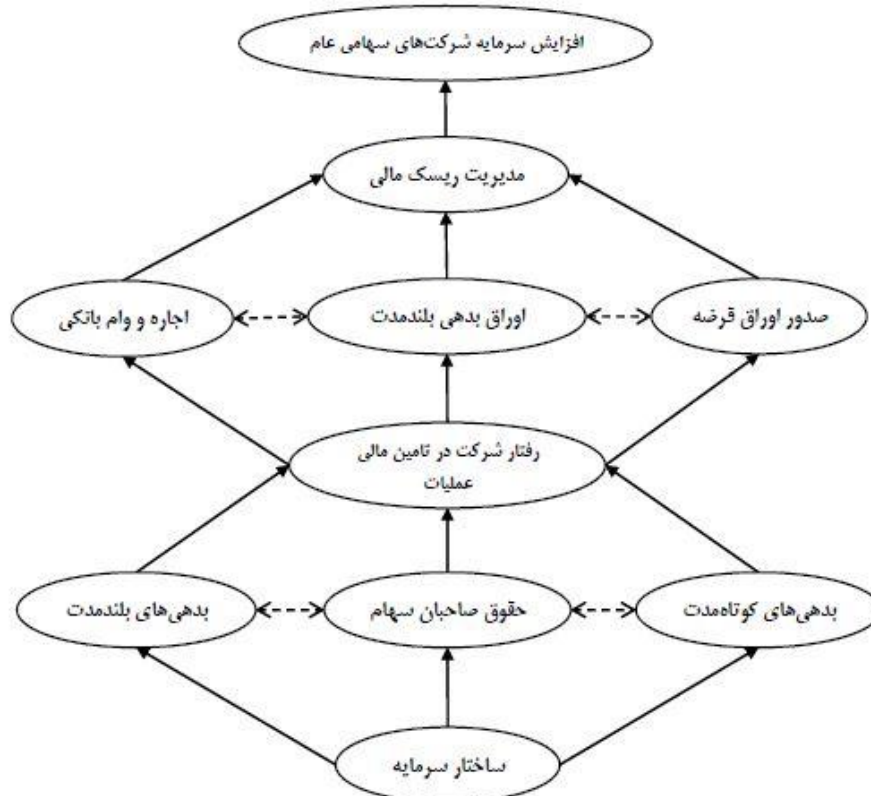 افزایش سرمایه شرکت‌های سهامی عام
مدیریت ریسک مالی
صدور اوراق قرضه
اوراق بدهی بلندمدت
اجاره و وام بانکی
رفتار شرکت در تامین مالی
عملیات
بدهی‌های کوتاه‌مدت
حقوق صاحبان سهام
بدهی‌های بلندمدت
ساختار سرمایه